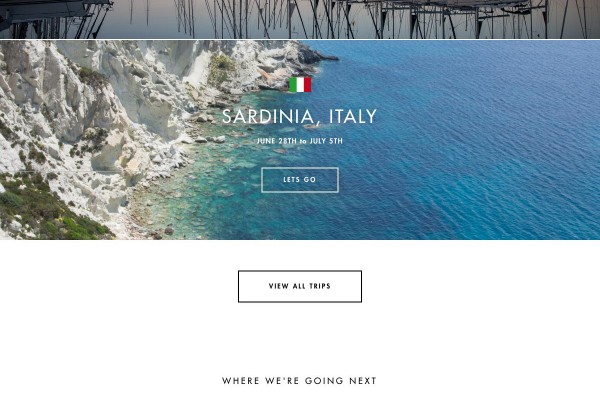 SARDINIA, ITALY
JUNE 28TH to JULY 5TH
LETS GO
VIEW ALL TRIPS
WHERE WE'RE GOING NEXT